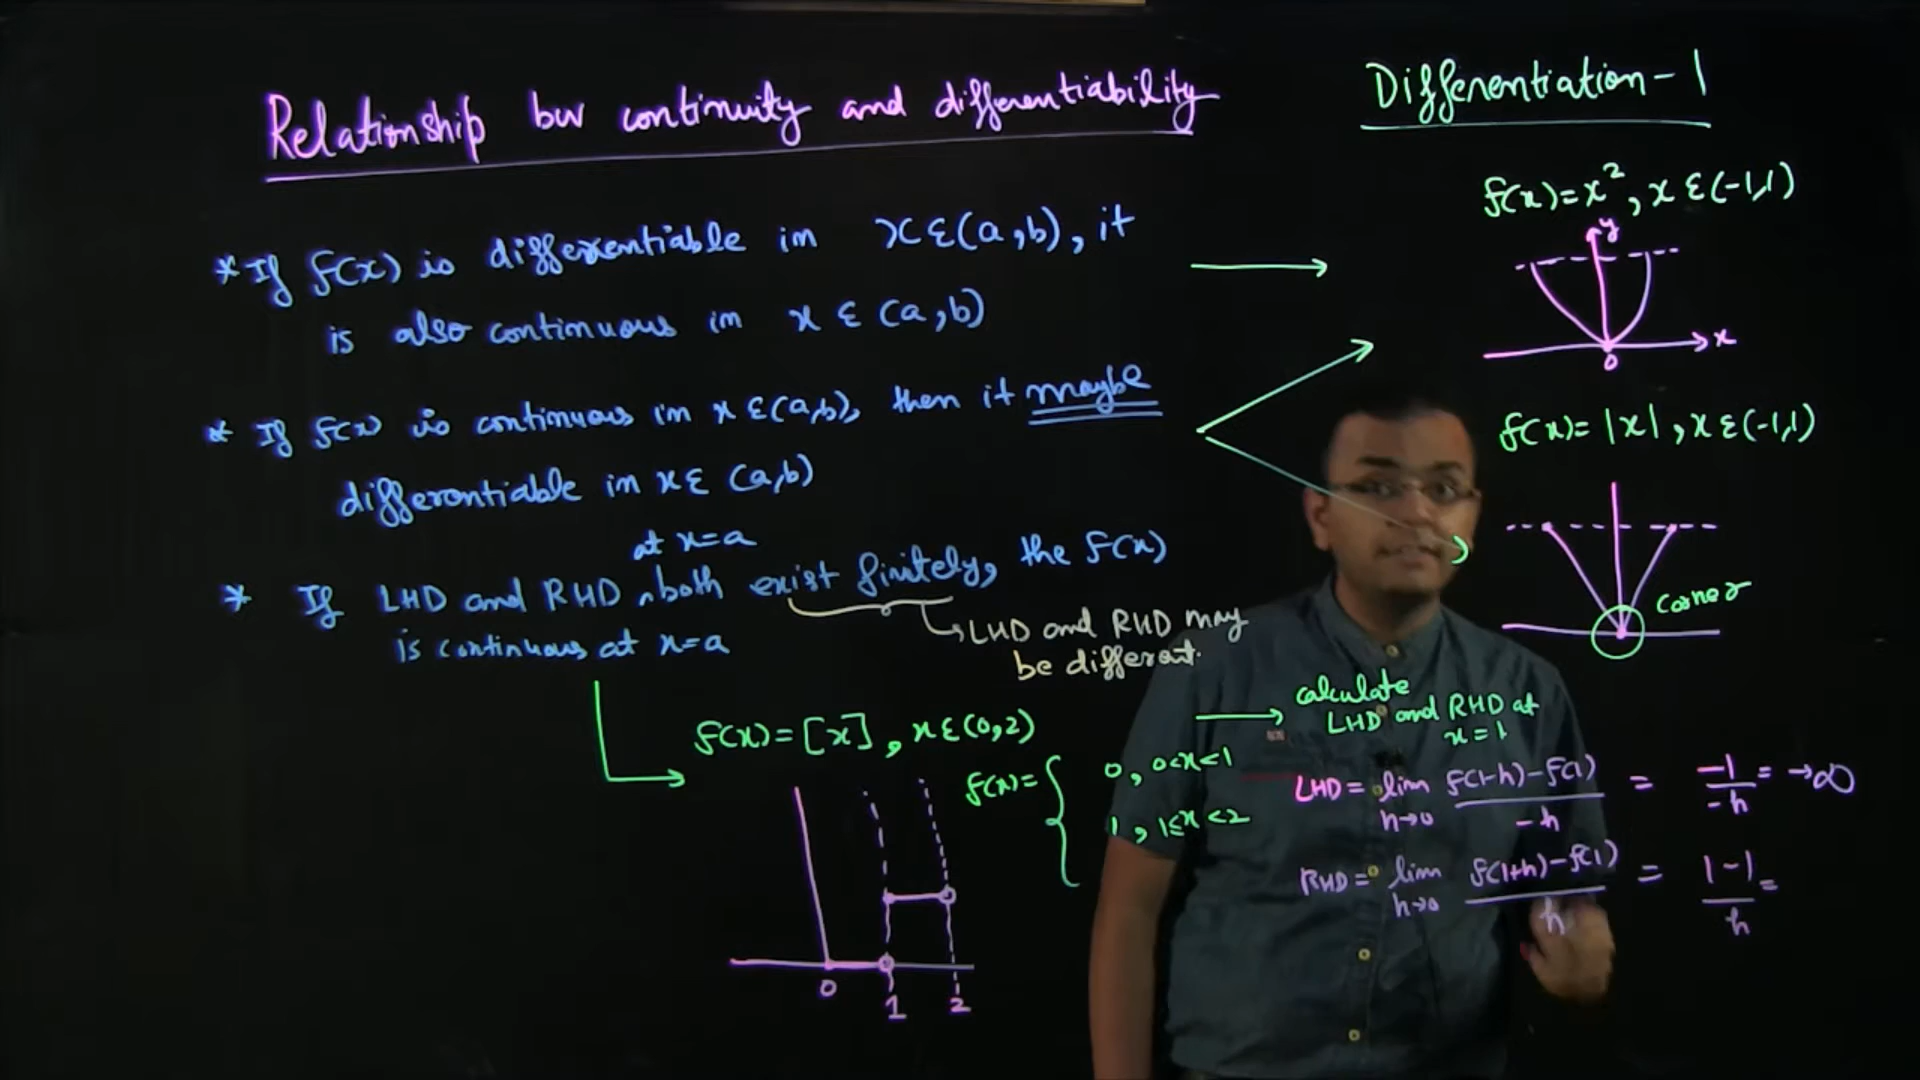 Relationship bw continuity and differentiability
Differentiation-1
* If f(x) is differentiable in x ε (a,b), it
is also continuous in x ε (a,b)
* If f(x) is continuous in x ε (a,b), then it maybe
differentiable in x ε (a,b)
at x=a
* If LHD and RHD ^ both exist finitely, the f(x)
is continuous at x=a
LHD and RHD may
be different.
f(x)=x², x ε (-1,1)
y
x
0
f(x)=|x|, x ε (-1,1)
corner
f(x)=[x], x ε (0,2)
f(x)= { 0, 0<x<1
1, 1≤x<2
0
1
2
calculate
LHD and RHD at
x=1
LHD = lim h→0 f(1-h)-f(1) / -h = -1 / -h = →∞
RHD = lim h→0 f(1+h)-f(1) / h = 1-1 / h =